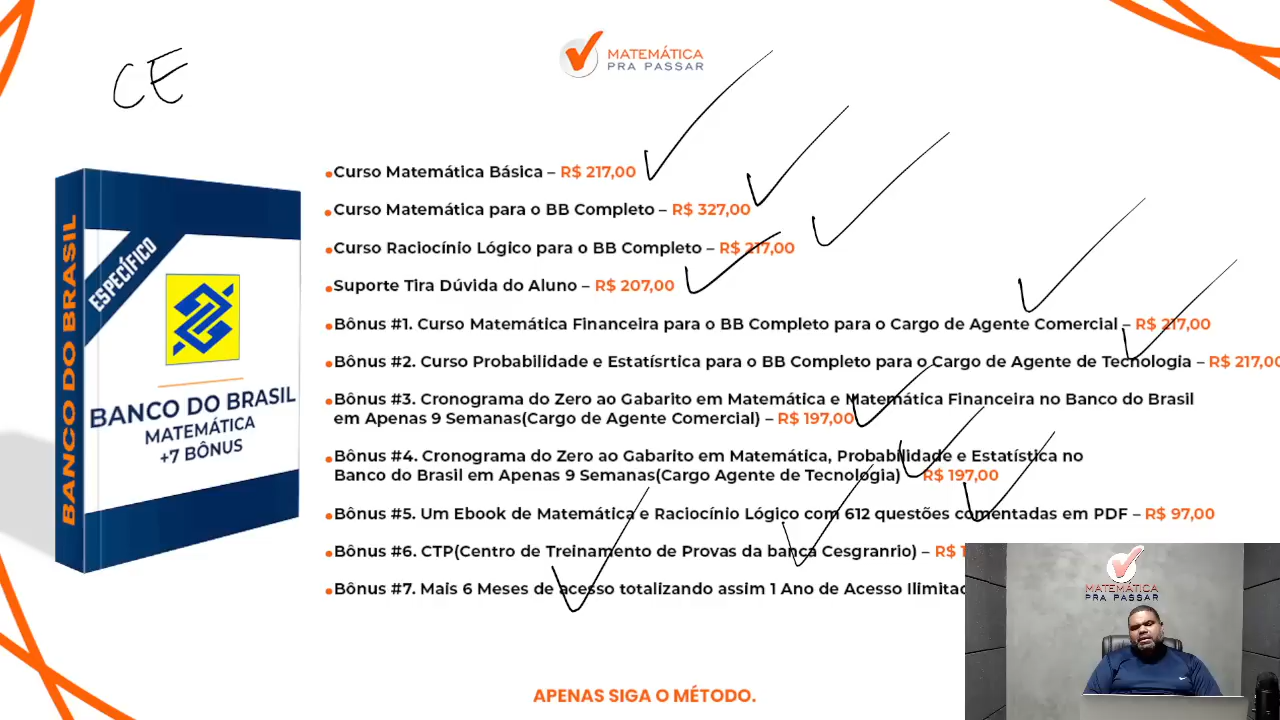 CE
MATEMÁTICA
PRA PASSAR
Curso Matemática Básica – R$ 217,00
Curso Matemática para o BB Completo – R$ 327,00
Curso Raciocínio Lógico para o BB Completo – R$ 217,00
Suporte Tira Dúvida do Aluno – R$ 207,00
Bônus #1. Curso Matemática Financeira para o BB Completo para o Cargo de Agente Comercial – R$ 217,00
Bônus #2. Curso Probabilidade e Estatísrtica para o BB Completo para o Cargo de Agente de Tecnologia – R$ 217,00
Bônus #3. Cronograma do Zero ao Gabarito em Matemática e Matemática Financeira no Banco do Brasil
em Apenas 9 Semanas(Cargo de Agente Comercial) – R$ 197,00
Bônus #4. Cronograma do Zero ao Gabarito em Matemática, Probabilidade e Estatística no
Banco do Brasil em Apenas 9 Semanas(Cargo Agente de Tecnologia) – R$ 197,00
Bônus #5. Um Ebook de Matemática e Raciocínio Lógico com 612 questões comentadas em PDF – R$ 97,00
Bônus #6. CTP(Centro de Treinamento de Provas da banca Cesgranrio) – R$
Bônus #7. Mais 6 Meses de acesso totalizando assim 1 Ano de Acesso
BANCO DO BRASIL
ESPECÍFICO
BANCO DO BRASIL
MATEMÁTICA
+7 BÔNUS
MATEMÁTICA
PRA PASSAR
APENAS SIGA O MÉTODO.